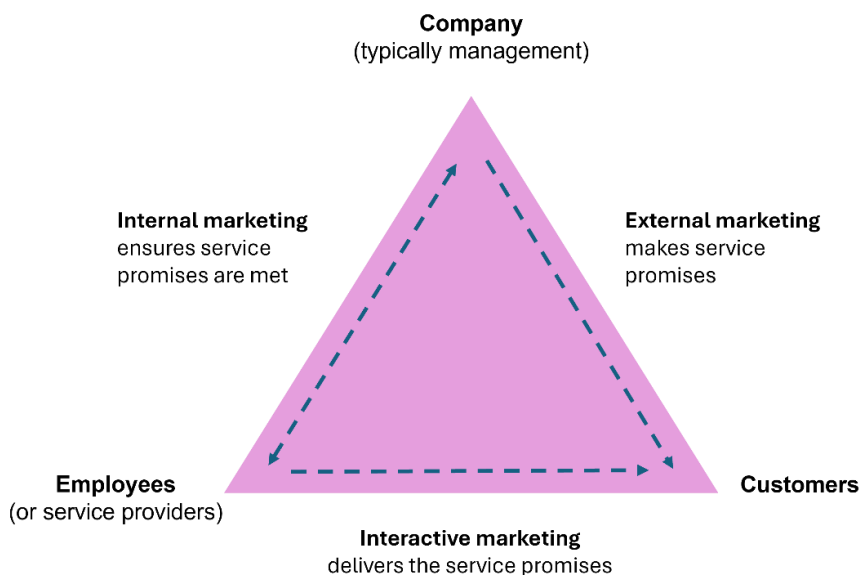 Company
(typically management)
Internal marketing
ensures service
promises are met
External marketing
makes service
promises
Employees
(or service providers)
Customers
Interactive marketing
delivers the service promises